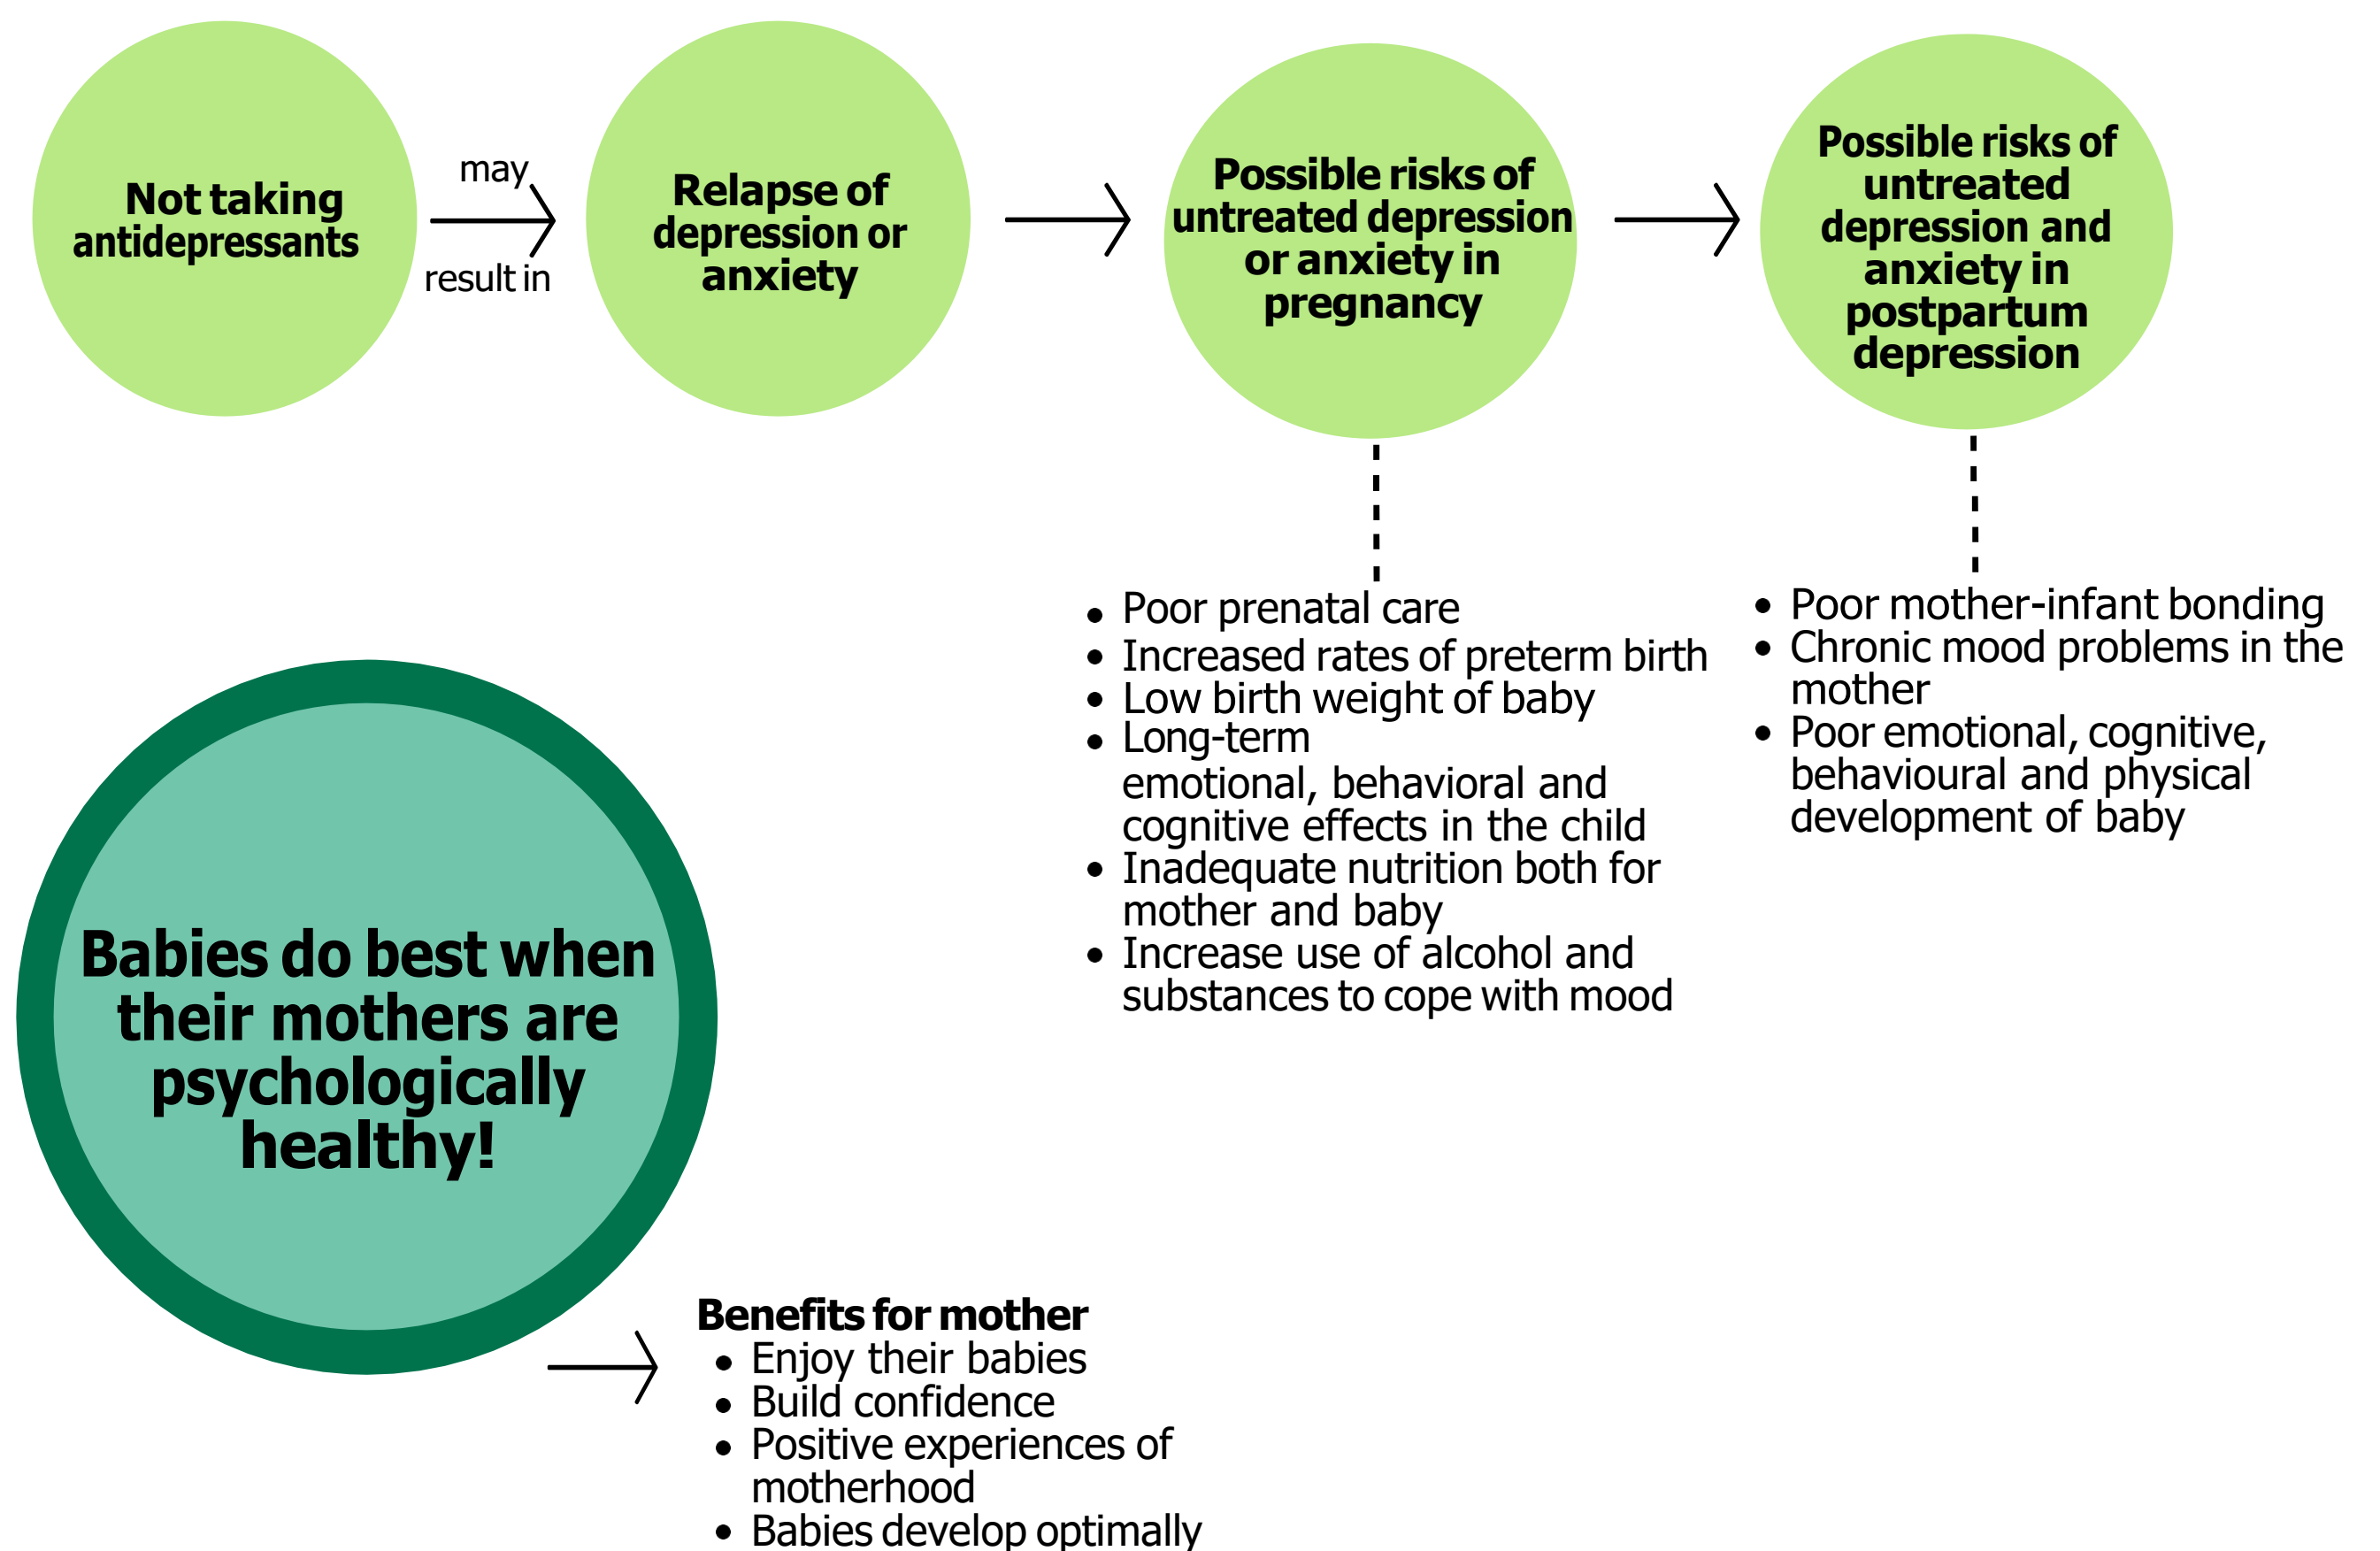 Not taking
antidepressants
may
result in
Relapse of
depression or
anxiety
Possible risks of
untreated depression
or anxiety in
pregnancy
Possible risks of
untreated
depression and
anxiety in
postpartum
depression
• Poor prenatal care
• Increased rates of preterm birth
• Low birth weight of baby
• Long-term
emotional, behavioral and
cognitive effects in the child
• Inadequate nutrition both for
mother and baby
• Increase use of alcohol and
substances to cope with mood
• Poor mother-infant bonding
• Chronic mood problems in the
mother
• Poor emotional, cognitive,
behavioural and physical
development of baby
Babies do best when
their mothers are
psychologically
healthy!
Benefits for mother
• Enjoy their babies
• Build confidence
• Positive experiences of
motherhood
• Babies develop optimally